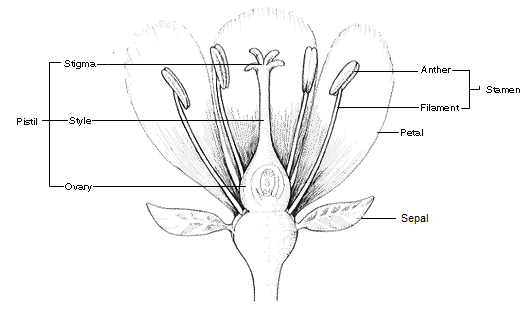 Stigma
Anther
Stamen
Filament
Pistil
Style
Petal
Ovary
Sepal